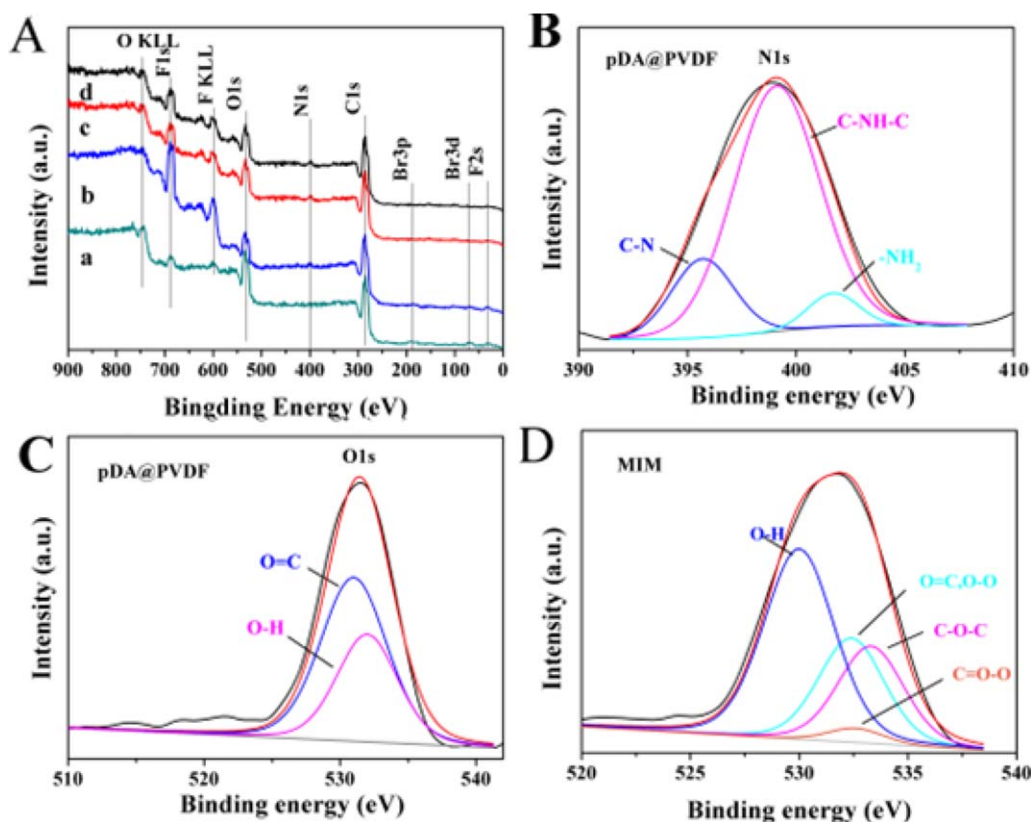 A
O KLL
F1s
F KLL
O1s
N1s
C1s
Br3p
Br3d
F2s
d
c
b
a
Intensity (a.u.)
900 800 700 600 500 400 300 200 100 0
Bingding Energy (eV)
B
pDA@PVDF
N1s
C-NH-C
C-N
-NH₂
Intensity (a.u.)
390 395 400 405 410
Binding energy (eV)
C
pDA@PVDF
O1s
O=C
O-H
Intensity (a.u.)
510 520 530 540
Binding energy (eV)
D
MIM
O-H
O=C,O-O
C-O-C
C=O-O
Intensity (a.u.)
520 525 530 535 540
Binding energy (eV)